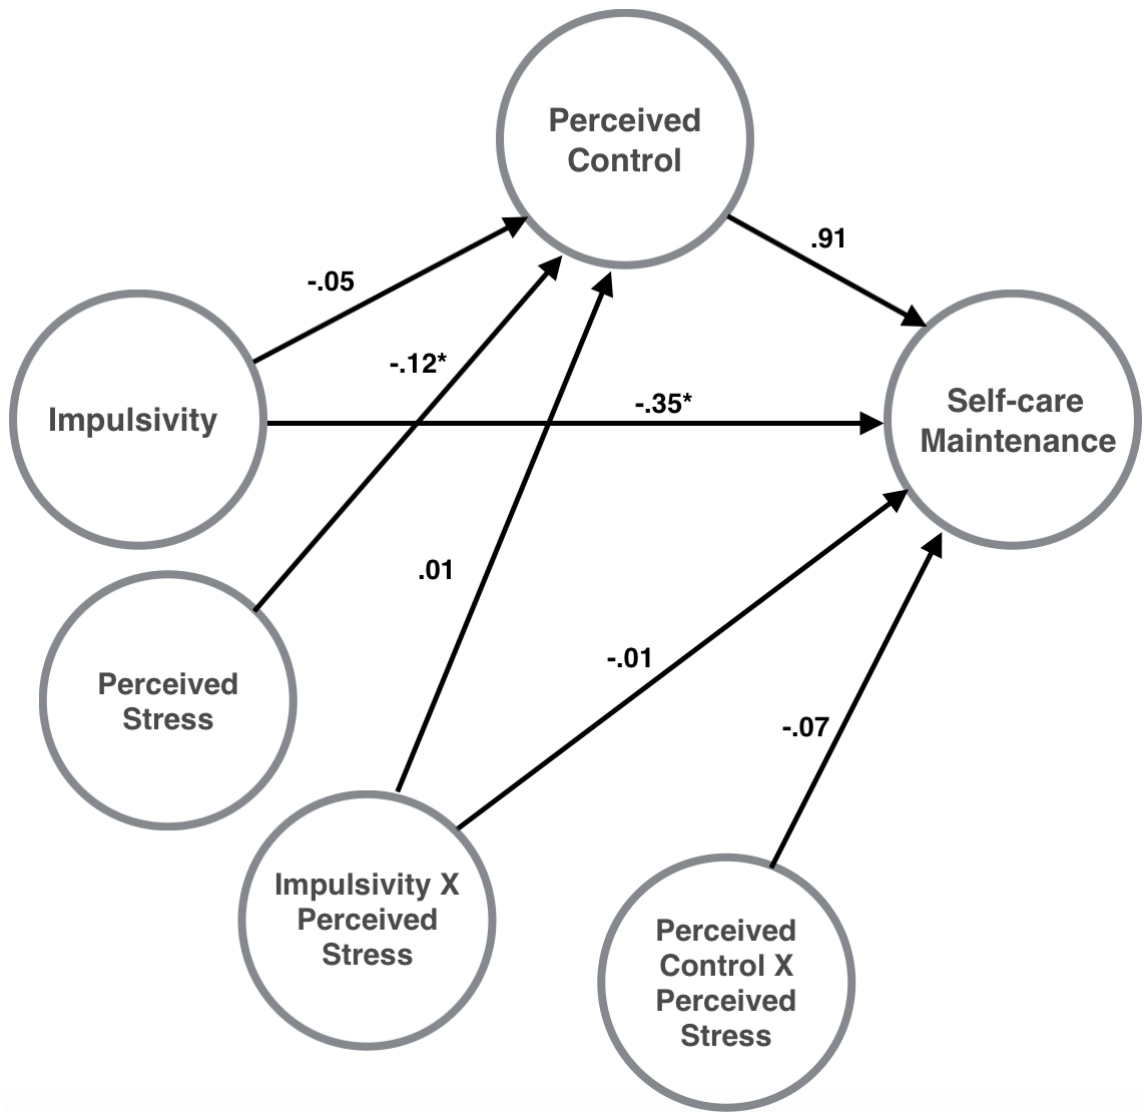 Perceived
Control
.91
-.05
-.12*
-.35*
Impulsivity
Self-care
Maintenance
.01
-.01
Perceived
Stress
-.07
Impulsivity X
Perceived
Stress
Perceived
Control X
Perceived
Stress